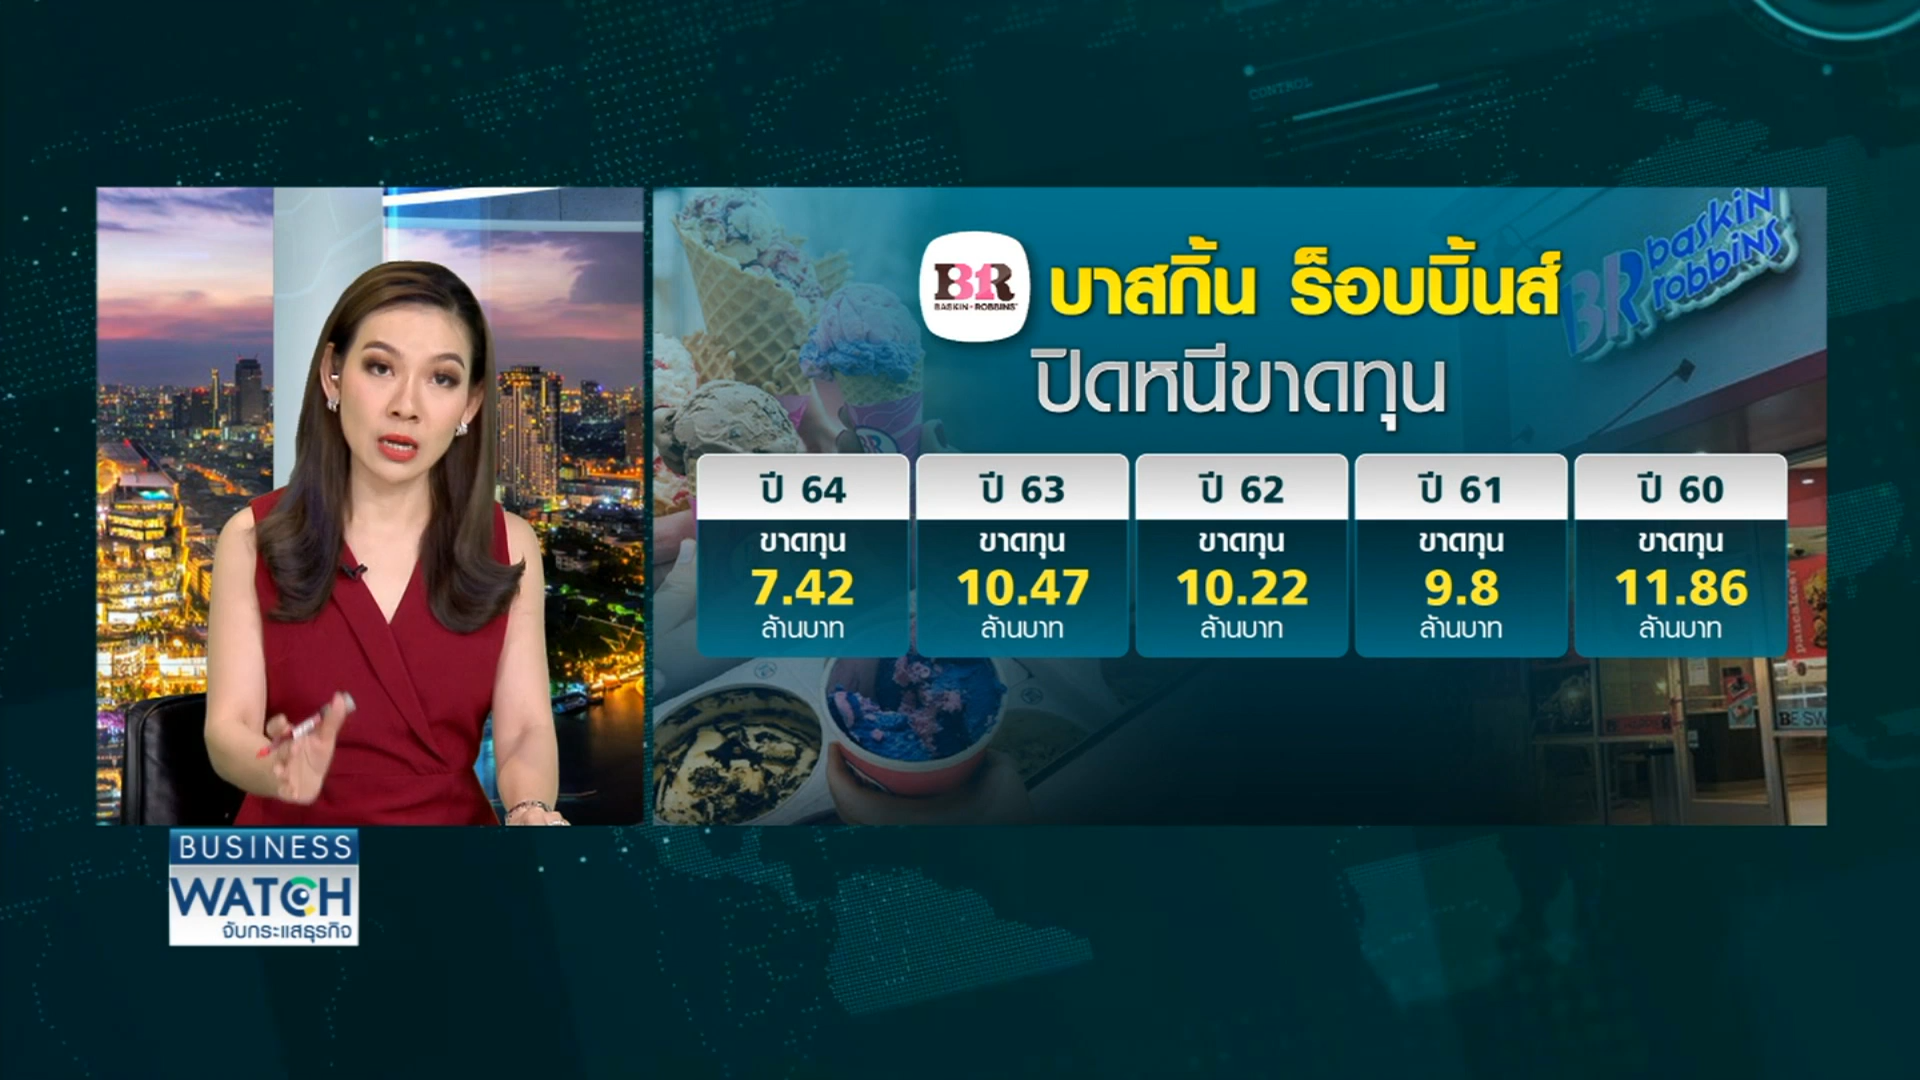 CONTROL
BR
BASKIN • ROBBINS
บาสกิ้น ร็อบบิ้นส์
BR baskin
robbins
ปิดหนีขาดทุน
ปี 64
ขาดทุน
7.42
ล้านบาท
ปี 63
ขาดทุน
10.47
ล้านบาท
ปี 62
ขาดทุน
10.22
ล้านบาท
ปี 61
ขาดทุน
9.8
ล้านบาท
ปี 60
ขาดทุน
11.86
ล้านบาท
pancakes
BE SW
BUSINESS
WATCH
จับกระแสธุรกิจ